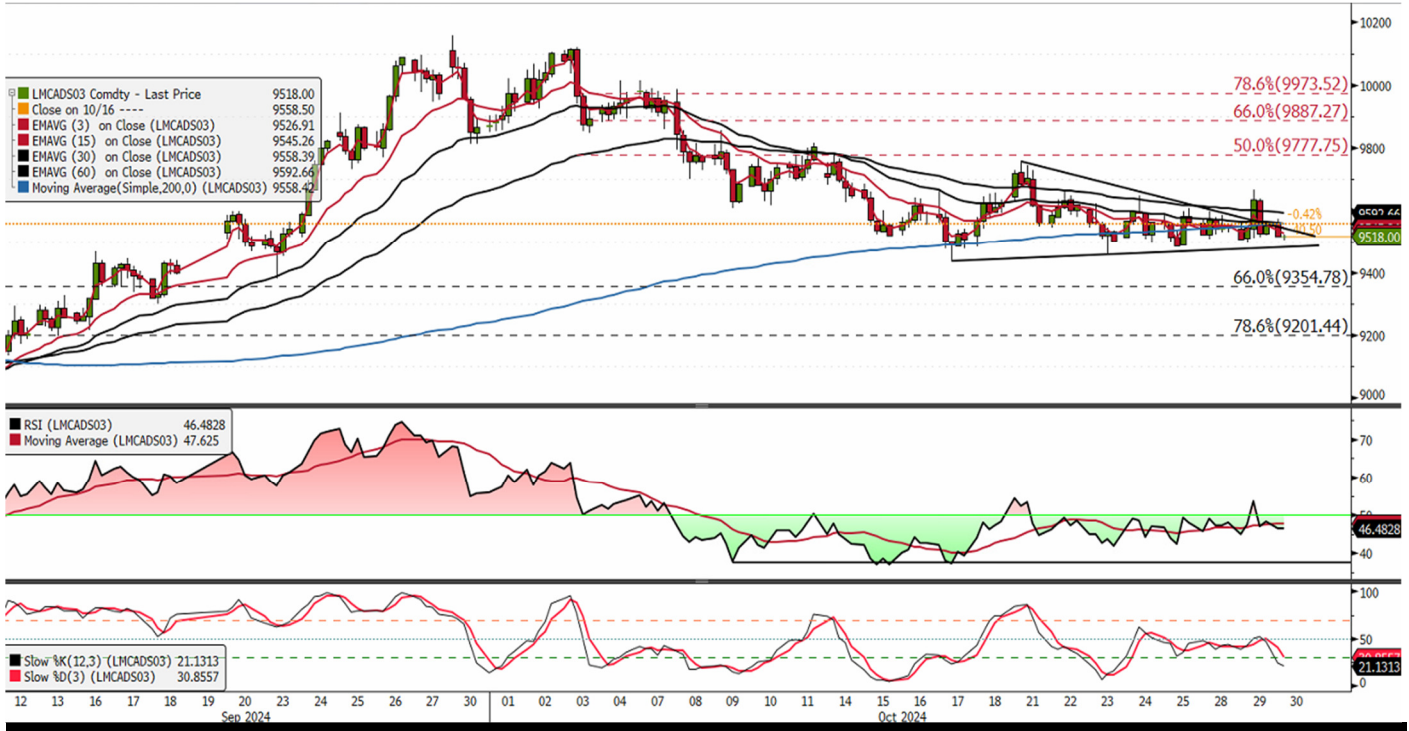 LMCADS03 Comdty - Last Price 9518.00
Close on 10/16 ---- 9558.50
EMAVG (3) on Close (LMCADS03) 9526.91
EMAVG (15) on Close (LMCADS03) 9545.26
EMAVG (30) on Close (LMCADS03) 9558.39
EMAVG (60) on Close (LMCADS03) 9592.66
Moving Average(Simple,200,0) (LMCADS03) 9558.42
78.6%(9973.52)
66.0%(9887.27)
50.0%(9777.75)
-0.42%
66.0%(9354.78)
78.6%(9201.44)
10200
10000
9800
9592.66
9518.00
9400
9200
9000
RSI (LMCADS03) 46.4828
Moving Average (LMCADS03) 47.625
70
60
50
46.4828
40
Slow %K(12,3) (LMCADS03) 21.1313
Slow %D(3) (LMCADS03) 30.8557
100
50
30.8557
21.1313
0
12 13 16 17 18 19 20 23 24 25 26 27 30 01 02 03 04 07 08 09 10 11 14 15 16 17 18 21 22 23 24 25 28 29 30
Sep 2024 Oct 2024